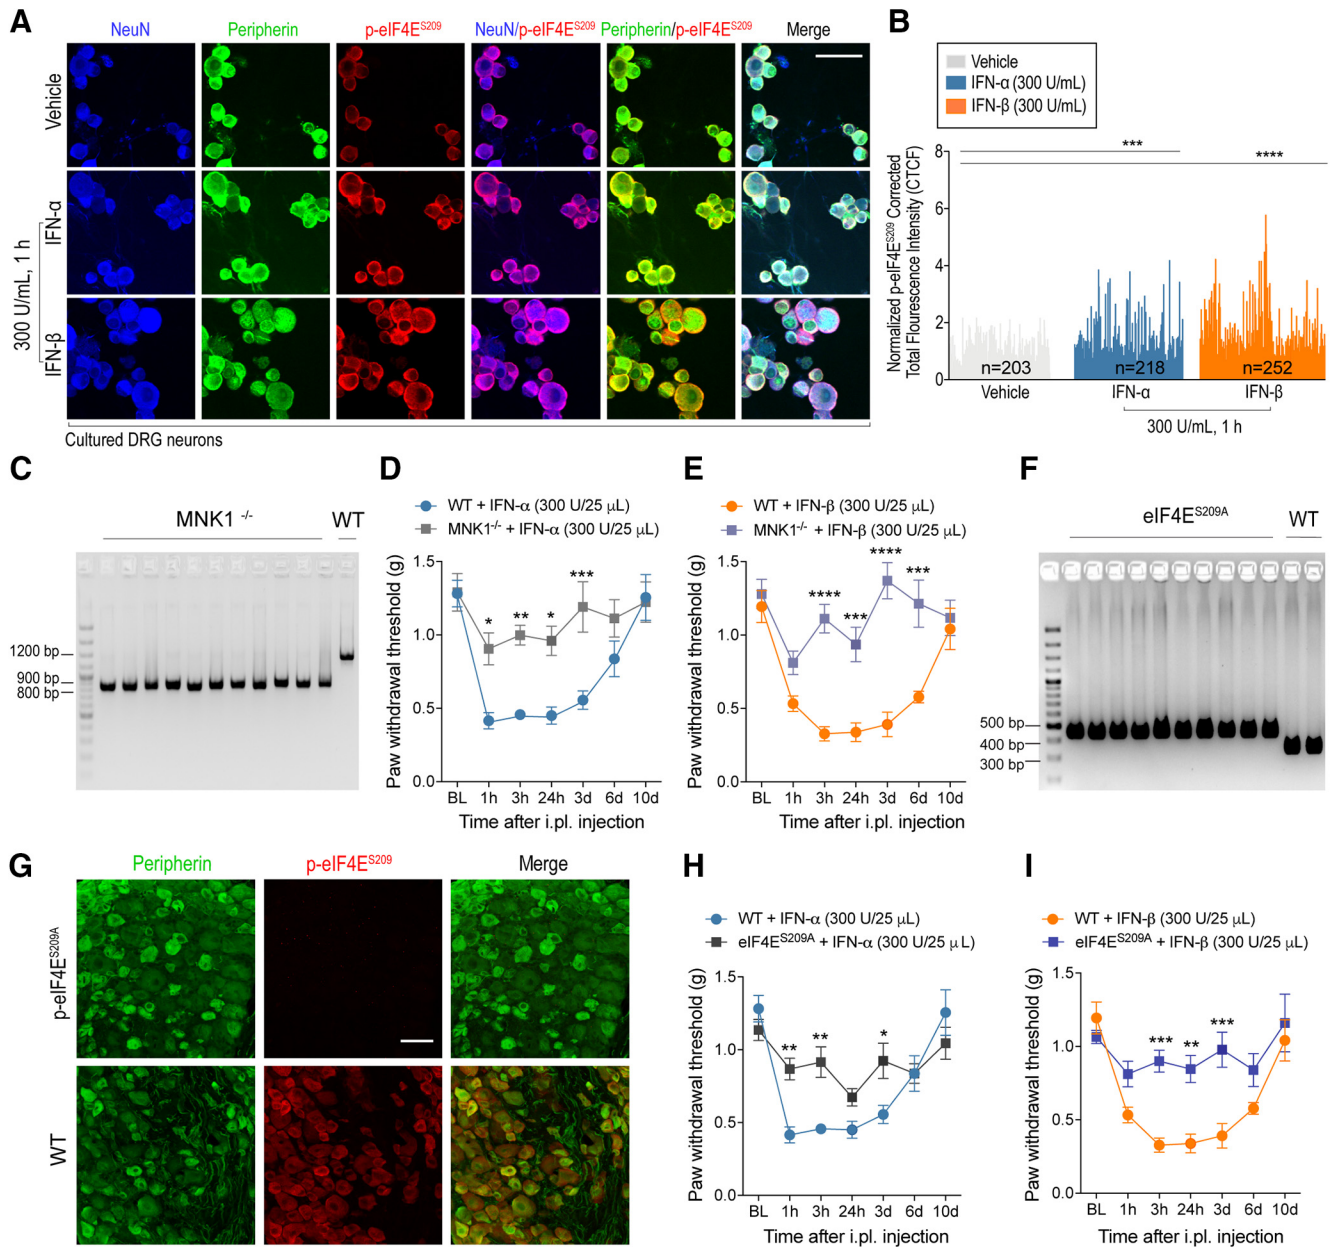 A
NeuN
Peripherin
p-eIF4E^S209
NeuN/p-eIF4E^S209
Peripherin/p-eIF4E^S209
Merge
Vehicle
IFN-α
IFN-β
300 U/mL, 1 h
Cultured DRG neurons
B
Vehicle
IFN-α (300 U/mL)
IFN-β (300 U/mL)
Normalized p-eIF4E^S209 Corrected
Total Flourescence Intensity (CTCF)
8
6
4
2
0
***
****
n=203
n=218
n=252
Vehicle
IFN-α
IFN-β
300 U/mL, 1 h
C
MNK1 -/-
WT
1200 bp
900 bp
800 bp
D
WT + IFN-α (300 U/25 μL)
MNK1-/- + IFN-α (300 U/25 μL)
Paw withdrawal threshold (g)
1.5
1.0
0.5
0.0
*
**
*
***
BL 1h 3h 24h 3d 6d 10d
Time after i.pl. injection
E
WT + IFN-β (300 U/25 μL)
MNK1-/- + IFN-β (300 U/25 μL)
Paw withdrawal threshold (g)
1.5
1.0
0.5
0.0
****
***
****
***
BL 1h 3h 24h 3d 6d 10d
Time after i.pl. injection
F
eIF4E^S209A
WT
500 bp
400 bp
300 bp
G
Peripherin
p-eIF4E^S209
Merge
p-eIF4E^S209A
WT
H
WT + IFN-α (300 U/25 μL)
eIF4E^S209A + IFN-α (300 U/25 μL)
Paw withdrawal threshold (g)
1.5
1.0
0.5
0.0
**
**
*
BL 1h 3h 24h 3d 6d 10d
Time after i.pl. injection
I
WT + IFN-β (300 U/25 μL)
eIF4E^S209A + IFN-β (300 U/25 μL)
Paw withdrawal threshold (g)
1.5
1.0
0.5
0.0
***
**
***
BL 1h 3h 24h 3d 6d 10d
Time after i.pl. injection